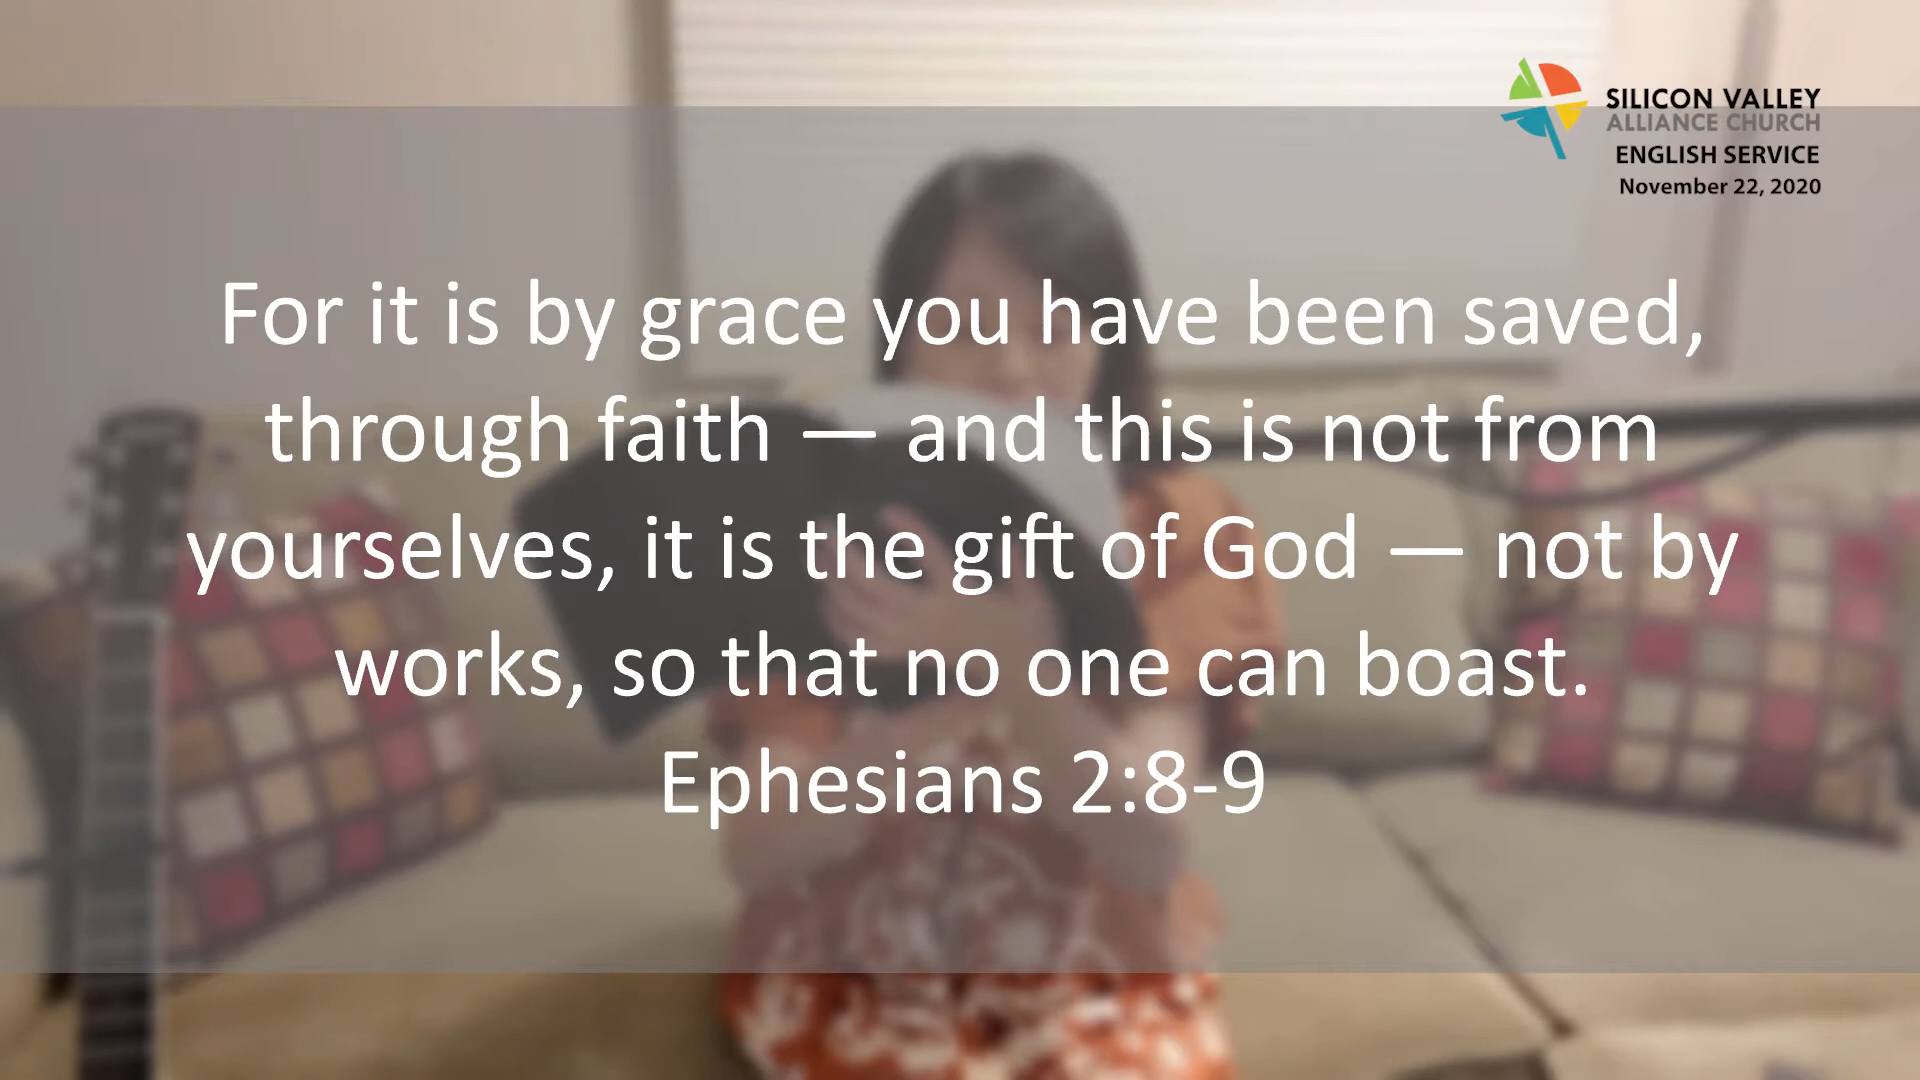 SILICON VALLEY
ALLIANCE CHURCH
ENGLISH SERVICE
November 22, 2020
For it is by grace you have been saved,
through faith — and this is not from
yourselves, it is the gift of God — not by
works, so that no one can boast.
Ephesians 2:8-9